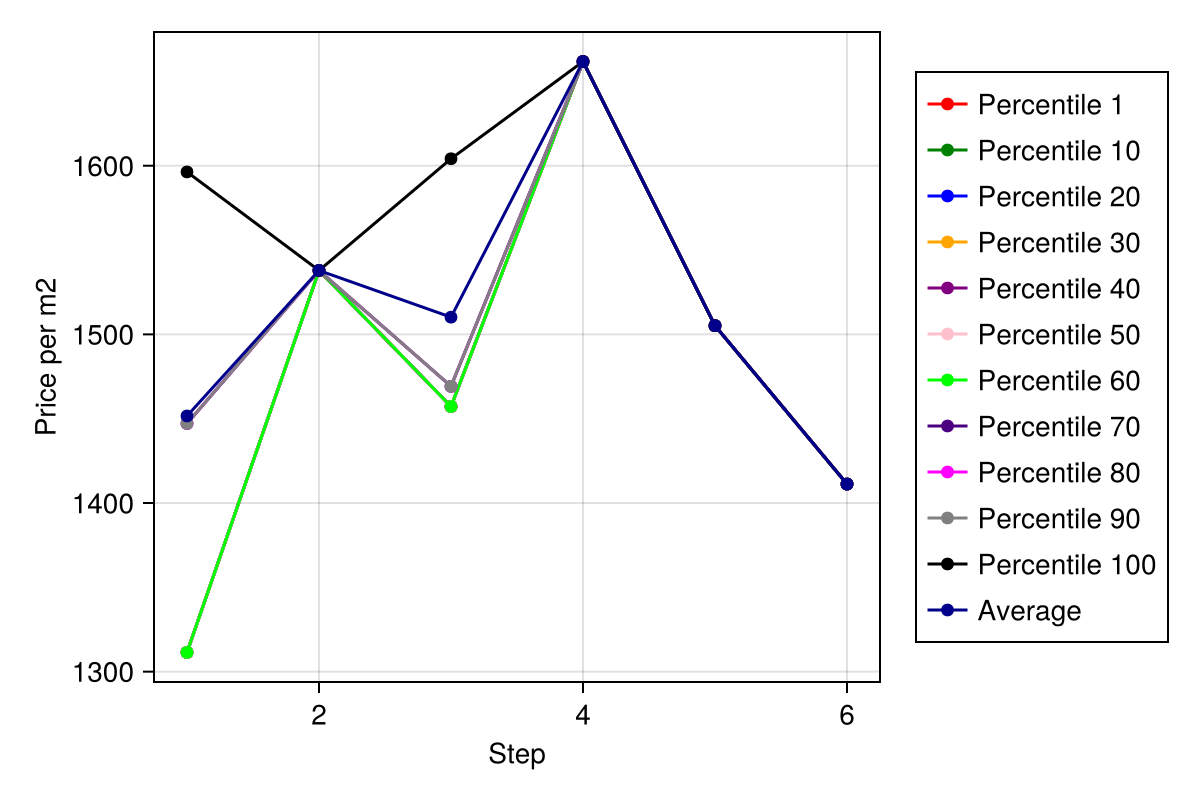 Price per m2
1600
1500
1400
1300
2
4
6
Step
Percentile 1
Percentile 10
Percentile 20
Percentile 30
Percentile 40
Percentile 50
Percentile 60
Percentile 70
Percentile 80
Percentile 90
Percentile 100
Average